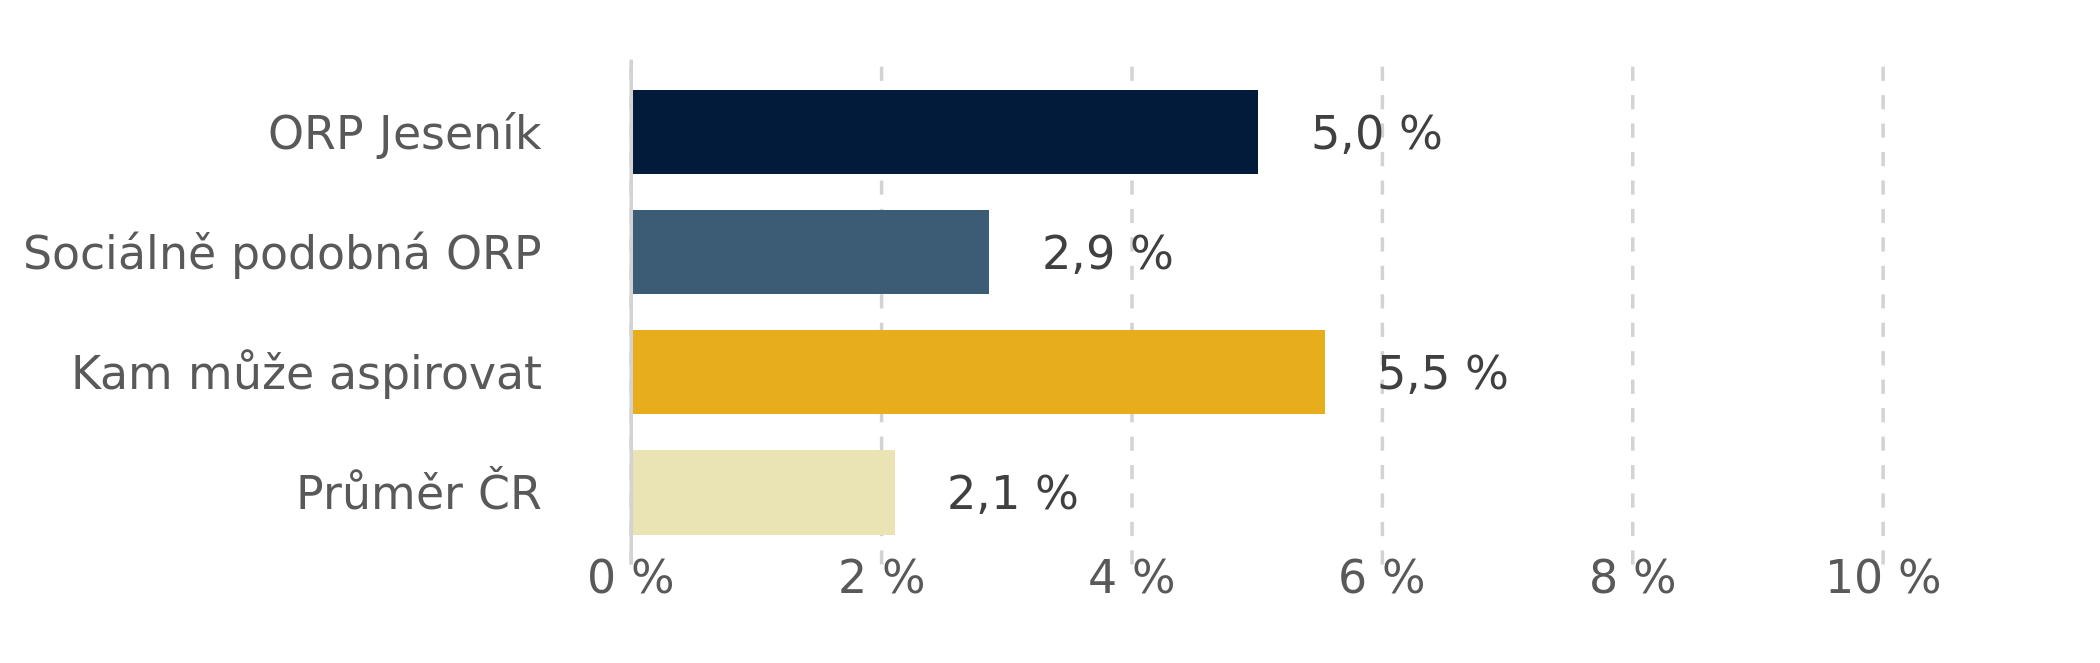 ORP Jeseník 5,0 %
Sociálně podobná ORP 2,9 %
Kam může aspirovat 5,5 %
Průměr ČR 2,1 %
0 % 2 % 4 % 6 % 8 % 10 %